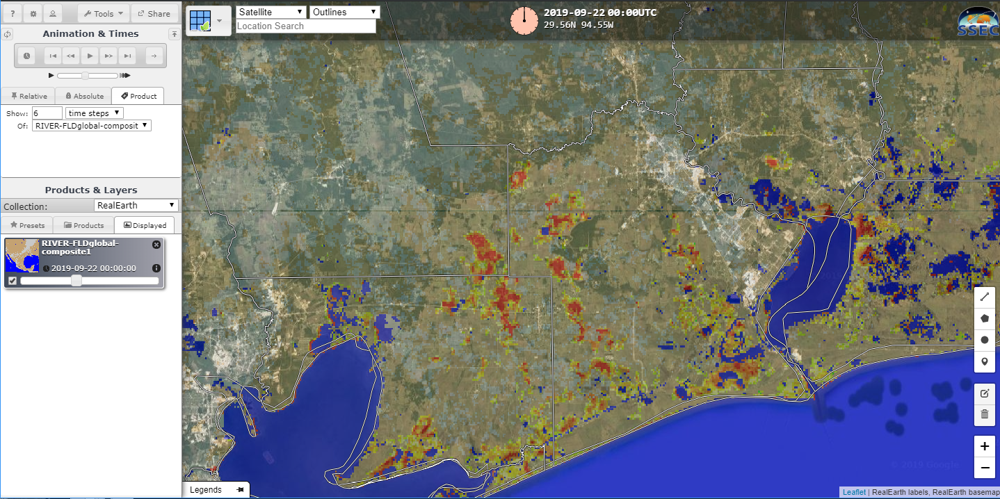 ?
Tools
Share
Animation & Times
Relative
Absolute
Product
Show:
6
time steps
Of:
RIVER-FLDglobal-composit
Products & Layers
Collection:
RealEarth
Presets
Products
Displayed
RIVER-FLDglobal-
composite1
2019-09-22 00:00:00
Satellite
Outlines
Location Search
2019-09-22 00:00UTC
29.56N 94.55W
SSEC
+
−
© 2019 Google
Legends
Leaflet | RealEarth labels, RealEarth basemap